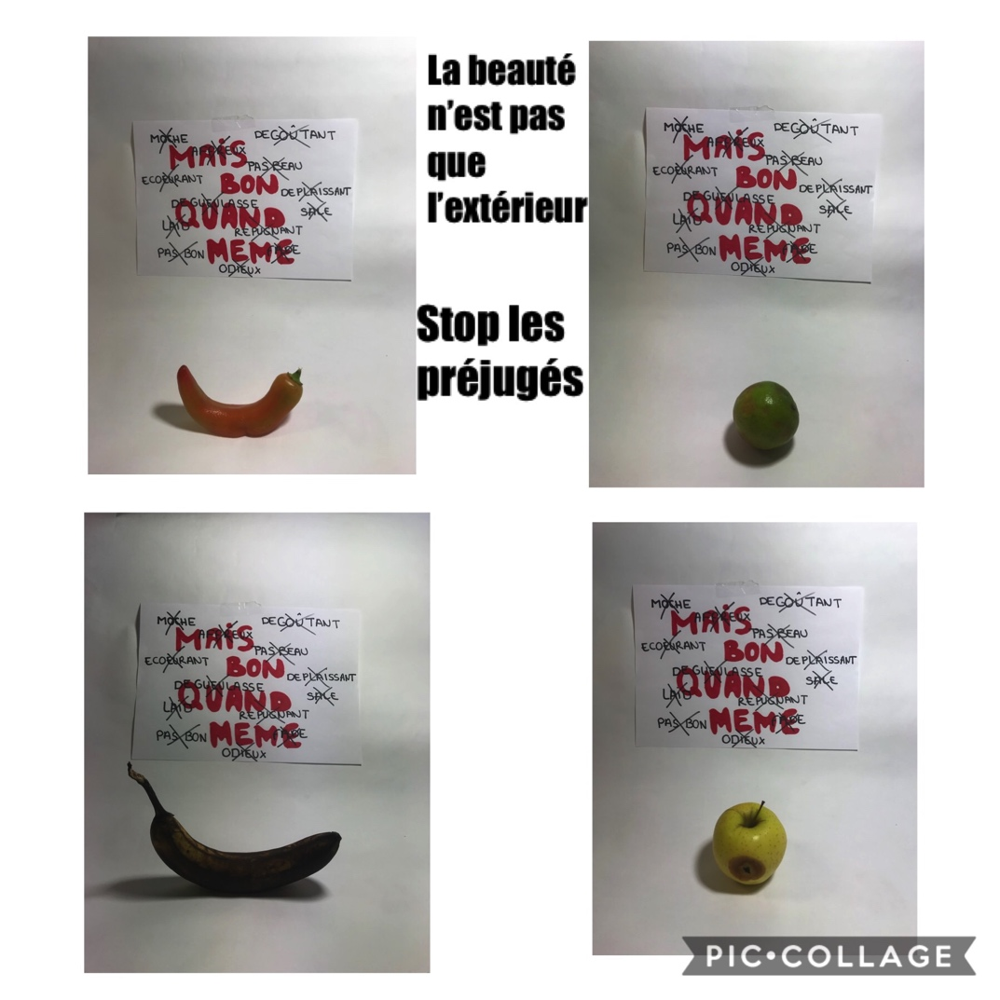 La beauté
n'est pas
que
l'extérieur
Stop les
préjugés
MOCHE DEGOÛTANT
AFFREUX
MAIS PAS BEAU
ECOEURANT BON DEPLAISSANT
DEGUEULASSE SALE
QUAND
LAID REPUGNANT
PAS BON MEME
ODIEUX
MOCHE DEGOÛTANT
AFFREUX
MAIS PAS BEAU
ECOEURANT BON DEPLAISSANT
DEGUEULASSE SALE
QUAND
LAID REPUGNANT
PAS BON MEME
ODIEUX
MOCHE DEGOÛTANT
AFFREUX
MAIS PAS BEAU
ECOEURANT BON DEPLAISSANT
DEGUEULASSE SALE
QUAND
LAID REPUGNANT
PAS BON MEME
ODIEUX
MOCHE DEGOÛTANT
AFFREUX
MAIS PAS BEAU
ECOEURANT BON DEPLAISSANT
DEGUEULASSE SALE
QUAND
LAID REPUGNANT
PAS BON MEME
ODIEUX
PIC•COLLAGE